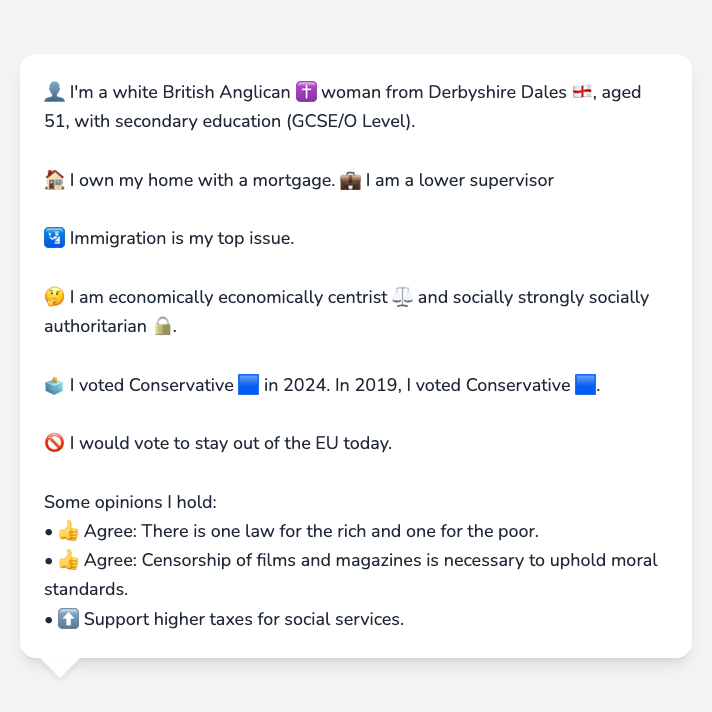 👤 I'm a white British Anglican ✝️ woman from Derbyshire Dales 🏴󠁧󠁢󠁥󠁮󠁧󠁿, aged
51, with secondary education (GCSE/O Level).
🏠 I own my home with a mortgage. 💼 I am a lower supervisor
🛂 Immigration is my top issue.
🤔 I am economically economically centrist ⚖️ and socially strongly socially
authoritarian 🔒.
🗳️ I voted Conservative 🟦 in 2024. In 2019, I voted Conservative 🟦.
🚫 I would vote to stay out of the EU today.
Some opinions I hold:
• 👍 Agree: There is one law for the rich and one for the poor.
• 👍 Agree: Censorship of films and magazines is necessary to uphold moral
standards.
• ⬆️ Support higher taxes for social services.